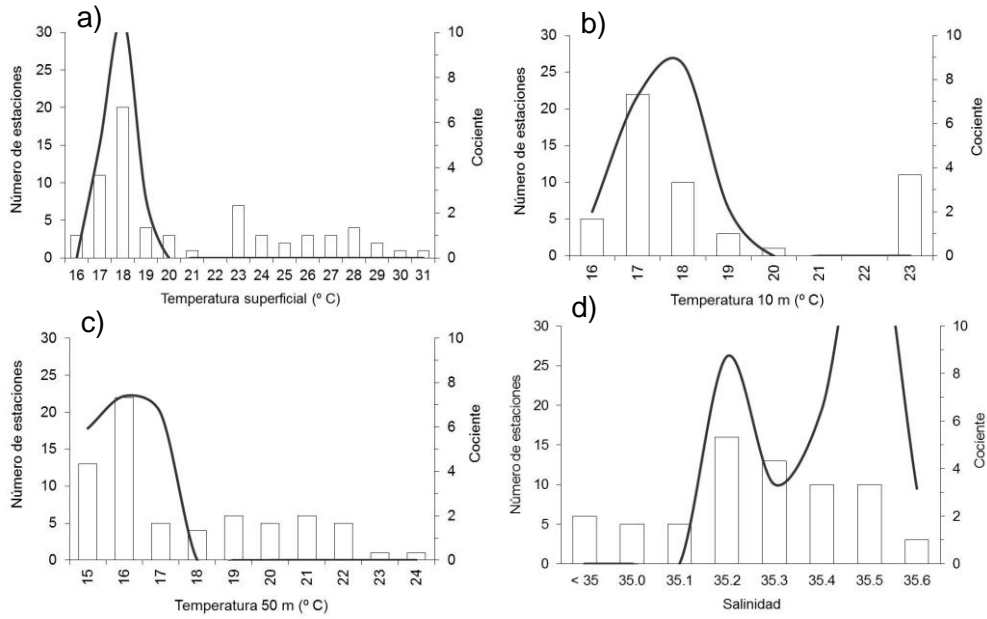 a)
Número de estaciones
30
25
20
15
10
5
0
10
8
6
4
2
0
Cociente
16 17 18 19 20 21 22 23 24 25 26 27 28 29 30 31
Temperatura superficial (º C)
b)
Número de estaciones
30
25
20
15
10
5
0
10
8
6
4
2
0
Cociente
16 17 18 19 20 21 22 23
Temperatura 10 m (º C)
c)
Número de estaciones
30
25
20
15
10
5
0
10
8
6
4
2
0
Cociente
15 16 17 18 19 20 21 22 23 24
Temperatura 50 m (º C)
d)
Número de estaciones
30
25
20
15
10
5
0
10
8
6
4
2
0
Cociente
< 35 35.0 35.1 35.2 35.3 35.4 35.5 35.6
Salinidad